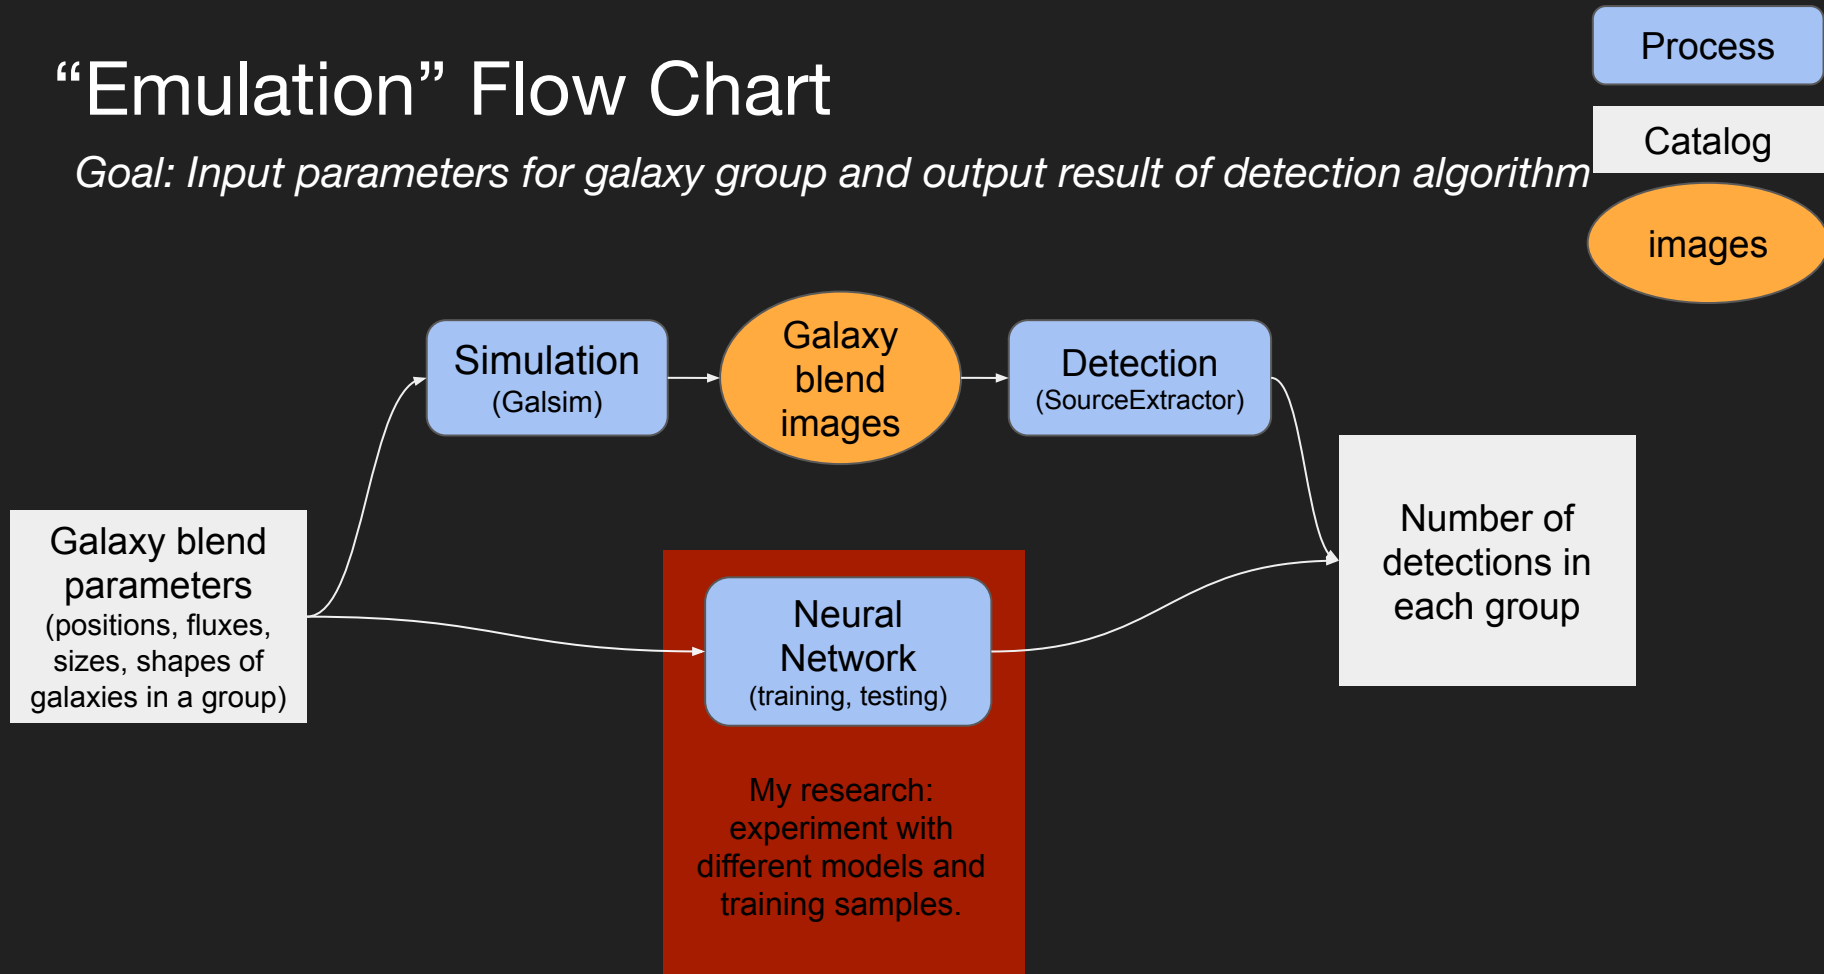 “Emulation” Flow Chart
Goal: Input parameters for galaxy group and output result of detection algorithm
Process
Catalog
images
Simulation
(Galsim)
Galaxy
blend
images
Detection
(SourceExtractor)
Galaxy blend
parameters
(positions, fluxes,
sizes, shapes of
galaxies in a group)
Neural
Network
(training, testing)
My research:
experiment with
different models and
training samples.
Number of
detections in
each group